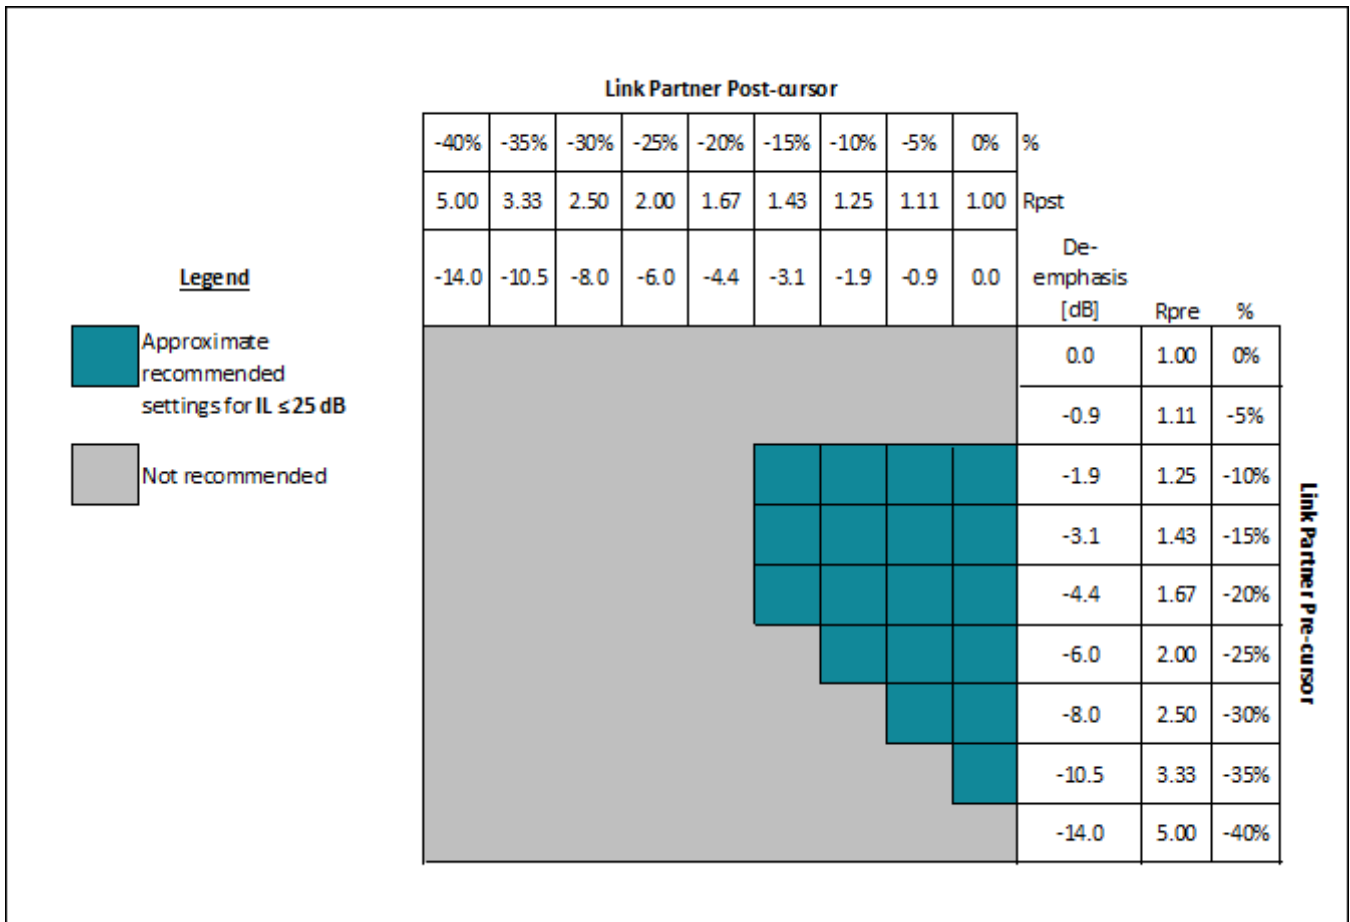 Link Partner Post-cursor
-40% -35% -30% -25% -20% -15% -10% -5% 0% %
5.00 3.33 2.50 2.00 1.67 1.43 1.25 1.11 1.00 Rpst
-14.0 -10.5 -8.0 -6.0 -4.4 -3.1 -1.9 -0.9 0.0
De-
emphasis
[dB] Rpre %
Legend
Approximate
recommended
settings for IL ≤ 25 dB
Not recommended
0.0 1.00 0%
-0.9 1.11 -5%
-1.9 1.25 -10%
-3.1 1.43 -15%
-4.4 1.67 -20%
-6.0 2.00 -25%
-8.0 2.50 -30%
-10.5 3.33 -35%
-14.0 5.00 -40%
Link Partner Pre-cursor